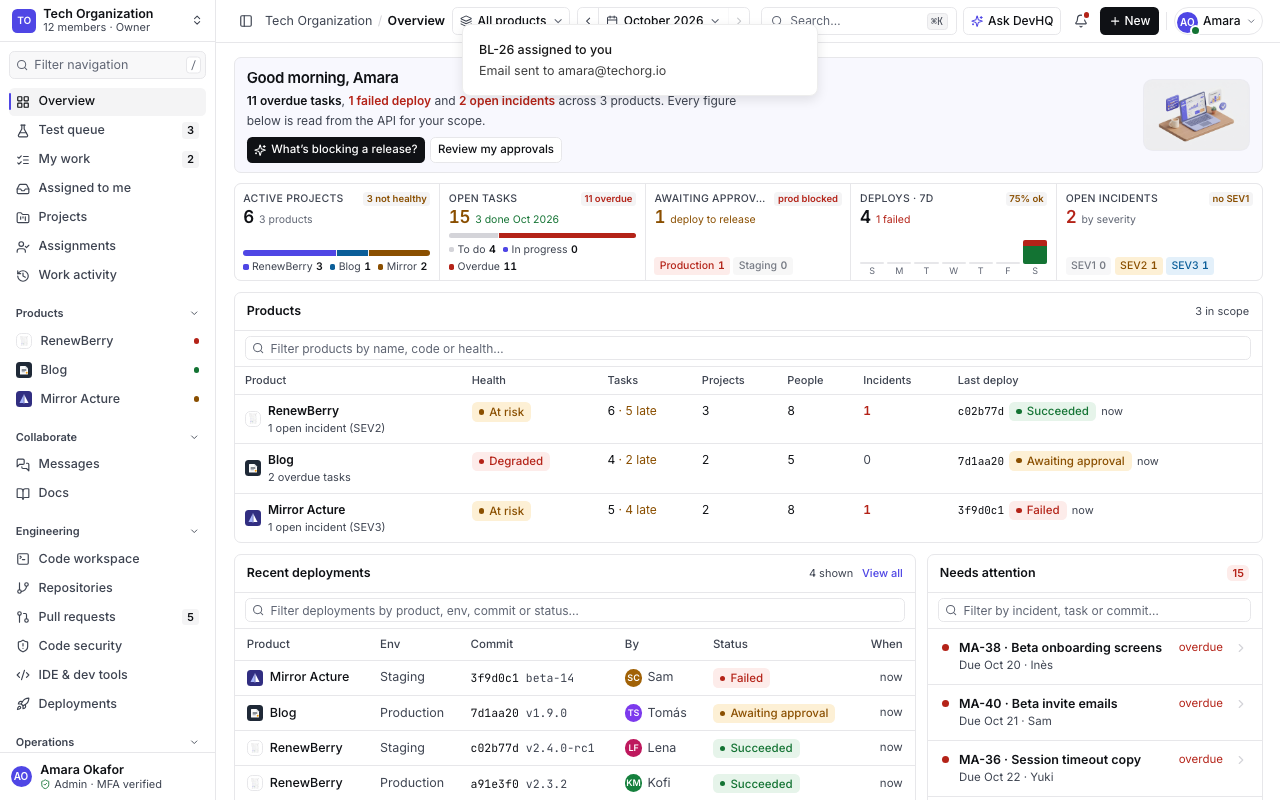 TO
Tech Organization
12 members · Owner
Filter navigation
/
Overview
Test queue 3
My work 2
Assigned to me
Projects
Assignments
Work activity
Products
RenewBerry
Blog
Mirror Acture
Collaborate
Messages
Docs
Engineering
Code workspace
Repositories
Pull requests 5
Code security
IDE & dev tools
Deployments
Operations
AO
Amara Okafor
Admin · MFA verified
Tech Organization / Overview
All products
October 2026
Search...
⌘K
Ask DevHQ
New
AO
Amara
BL-26 assigned to you
Email sent to amara@techorg.io
Good morning, Amara
11 overdue tasks, 1 failed deploy and 2 open incidents across 3 products. Every figure
below is read from the API for your scope.
What's blocking a release?
Review my approvals
ACTIVE PROJECTS 3 not healthy
6 3 products
RenewBerry 3 Blog 1 Mirror 2
OPEN TASKS 11 overdue
15 3 done Oct 2026
To do 4 In progress 0
Overdue 11
AWAITING APPROV... prod blocked
1 deploy to release
Production 1 Staging 0
DEPLOYS · 7D 75% ok
4 1 failed
S M T W T F S
OPEN INCIDENTS no SEV1
2 by severity
SEV1 0 SEV2 1 SEV3 1
Products 3 in scope
Filter products by name, code or health...
Product Health Tasks Projects People Incidents Last deploy
RenewBerry At risk 6 · 5 late 3 8 1 c02b77d Succeeded now
1 open incident (SEV2)
Blog Degraded 4 · 2 late 2 5 0 7d1aa20 Awaiting approval now
2 overdue tasks
Mirror Acture At risk 5 · 4 late 2 8 1 3f9d0c1 Failed now
1 open incident (SEV3)
Recent deployments 4 shown View all
Filter deployments by product, env, commit or status...
Product Env Commit By Status When
Mirror Acture Staging 3f9d0c1 beta-14 SC Sam Failed now
Blog Production 7d1aa20 v1.9.0 TS Tomás Awaiting approval now
RenewBerry Staging c02b77d v2.4.0-rc1 LF Lena Succeeded now
RenewBerry Production a91e3f0 v2.3.2 KM Kofi Succeeded now
Needs attention 15
Filter by incident, task or commit...
MA-38 · Beta onboarding screens overdue
Due Oct 20 · Inès
MA-40 · Beta invite emails overdue
Due Oct 21 · Sam
MA-36 · Session timeout copy overdue
Due Oct 22 · Yuki